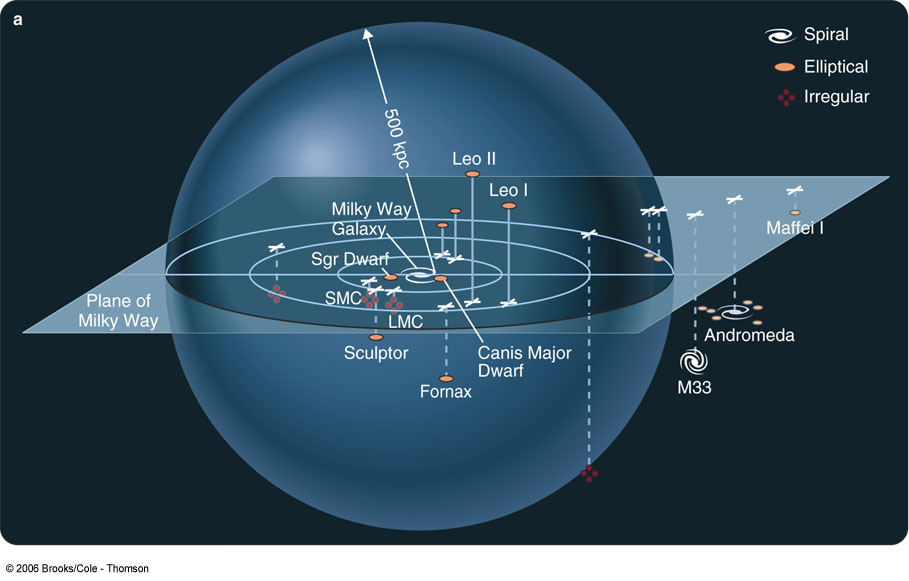 a
Spiral
Elliptical
Irregular
500 kpc
Leo II
Leo I
Milky Way
Galaxy
Sgr Dwarf
Maffei I
Plane of
Milky Way
SMC
LMC
Andromeda
Sculptor
Canis Major
Dwarf
Fornax
M33
© 2006 Brooks/Cole - Thomson